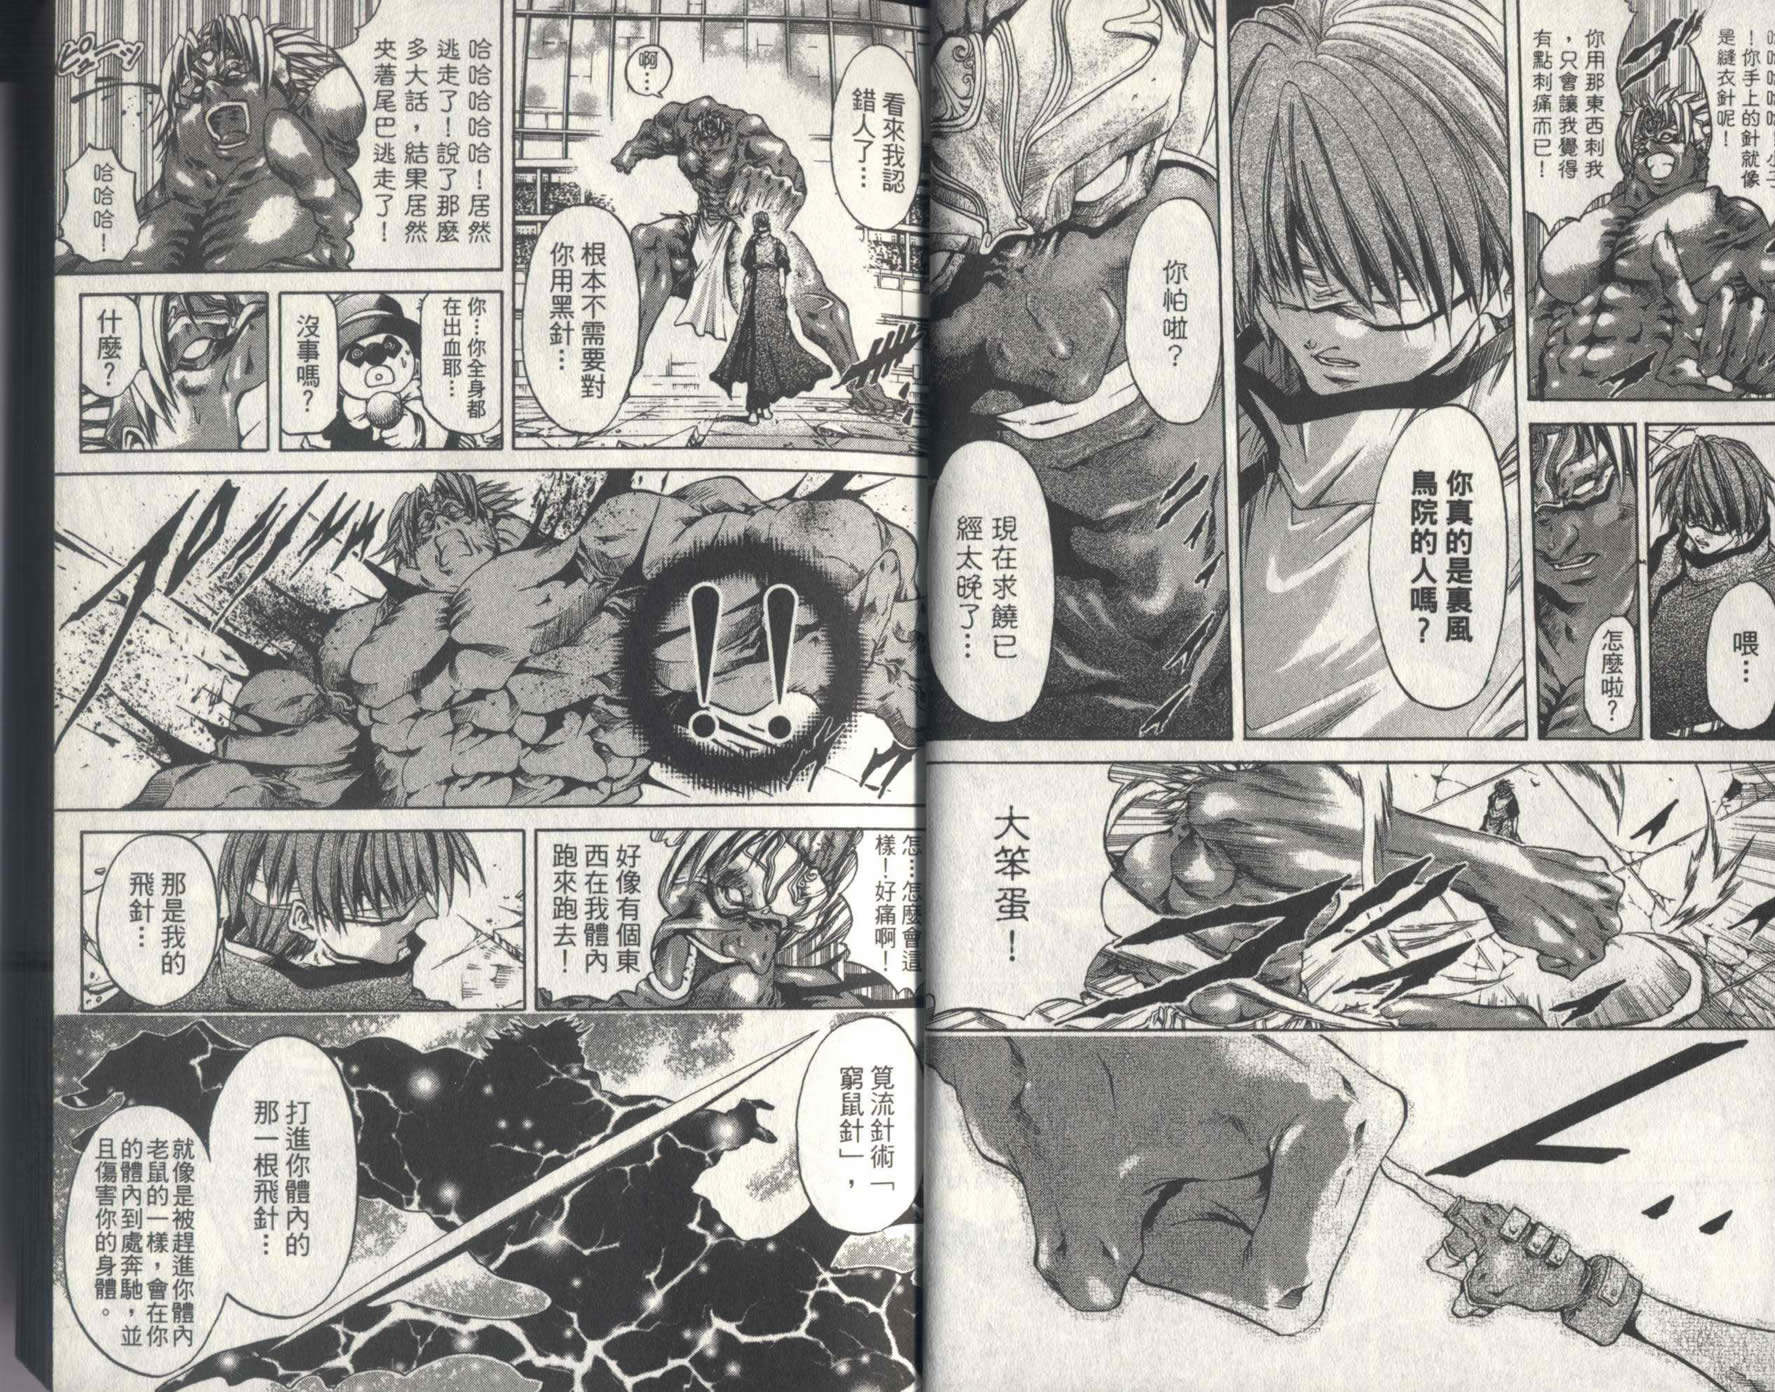 ！你手上的針就像
是縫衣針呢！
你用那東西刺我
，只會讓我覺得
有點刺痛而已！
喂…
怎麼啦？
你真的是裏風
鳥院的人嗎？
你怕啦？
現在求饒已
經太晚了…
大笨蛋！
看來我認
錯人了…
啊…
根本不需要對
你用黑針…
哈哈哈哈哈！居然
逃走了！說了那麼
多大話，結果居然
夾著尾巴逃走了！
哈哈
哈！
你…你全身都
在出血耶…
沒事嗎？
什麼？
！！
怎…怎麼會這
樣！好痛啊！
好像有個東
西在我體內
跑來跑去！
那是我的
飛針…
筧流針術「
窮鼠針」，
打進你體內的
那一根飛針…
就像是被趕進你體內
老鼠的一樣，會在你
的體內到處奔馳，並
且傷害你的身體。